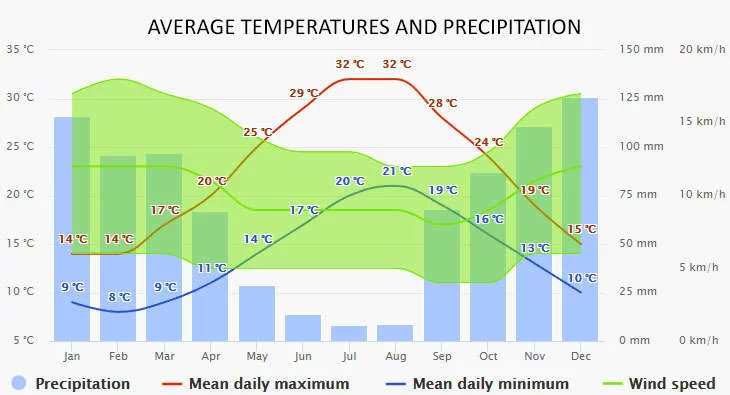 AVERAGE TEMPERATURES AND PRECIPITATION
35 °C 150 mm 20 km/h
32 °C 32 °C
30 °C 29 °C 28 °C 125 mm 15 km/h
25 °C 25 °C 24 °C 100 mm
21 °C
20 °C 20 °C 20 °C 19 °C 19 °C 75 mm 10 km/h
17 °C 17 °C 16 °C
15 °C 14 °C 14 °C 14 °C 13 °C 15 °C 50 mm
11 °C 10 °C 5 km/h
10 °C 9 °C 8 °C 9 °C 25 mm
5 °C 0 mm 0 km/h
Jan Feb Mar Apr May Jun Jul Aug Sep Oct Nov Dec
Precipitation Mean daily maximum Mean daily minimum Wind speed